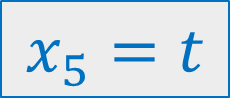 x₅ = t